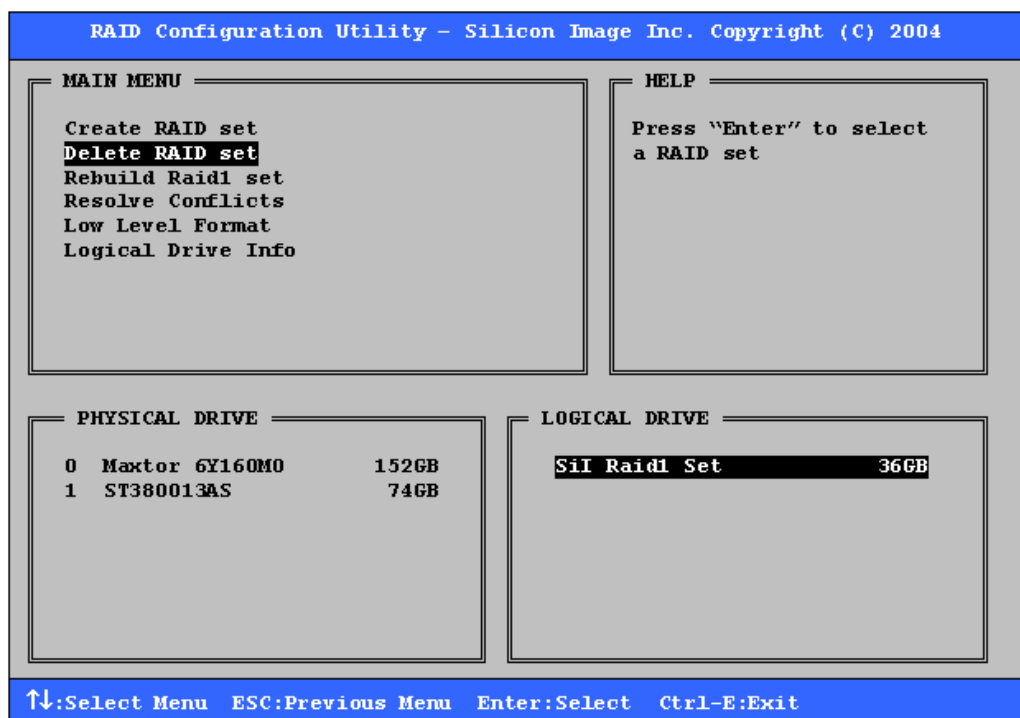 RAID Configuration Utility – Silicon Image Inc. Copyright (C) 2004
MAIN MENU
Create RAID set
Delete RAID set
Rebuild Raid1 set
Resolve Conflicts
Low Level Format
Logical Drive Info
HELP
Press “Enter” to select
a RAID set
PHYSICAL DRIVE
0 Maxtor 6Y160M0 152GB
1 ST380013AS 74GB
LOGICAL DRIVE
SiI Raid1 Set 36GB
↑↓:Select Menu ESC:Previous Menu Enter:Select Ctrl-E:Exit